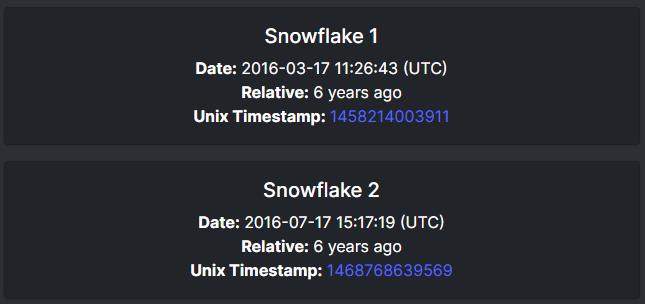 Snowflake 1
Date: 2016-03-17 11:26:43 (UTC)
Relative: 6 years ago
Unix Timestamp: 1458214003911
Snowflake 2
Date: 2016-07-17 15:17:19 (UTC)
Relative: 6 years ago
Unix Timestamp: 1468768639569